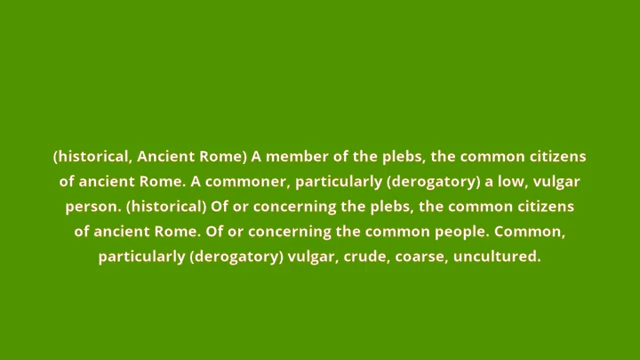 (historical, Ancient Rome) A member of the plebs, the common citizens
of ancient Rome. A commoner, particularly (derogatory) a low, vulgar
person. (historical) Of or concerning the plebs, the common citizens
of ancient Rome. Of or concerning the common people. Common,
particularly (derogatory) vulgar, crude, coarse, uncultured.